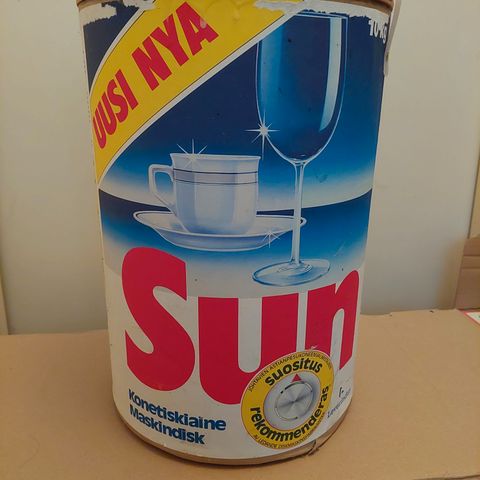 UUSI NYA
10 KG
Sun
Konetiskiaine
Maskindisk
suositus
rekommenderas